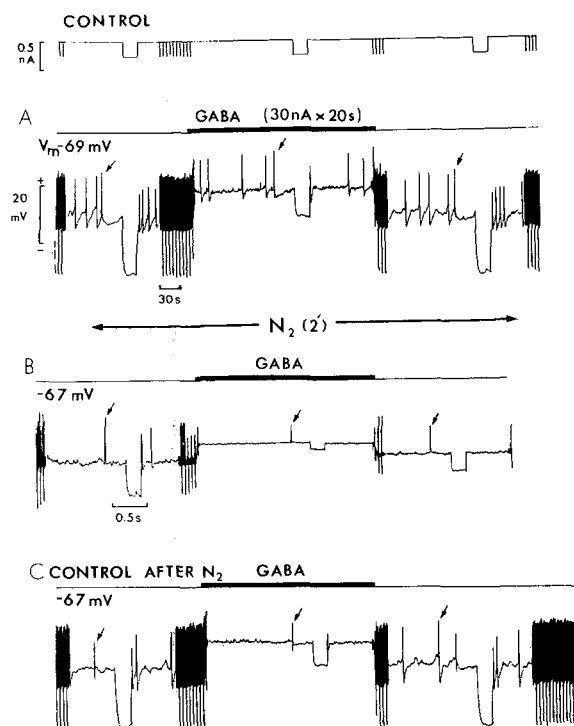 CONTROL
0.5
nA
A
GABA (30nA × 20s)
Vm-69 mV
+
20
mV
−
30s
N2 (2')
B
GABA
-67 mV
0.5s
C CONTROL AFTER N2 GABA
-67 mV